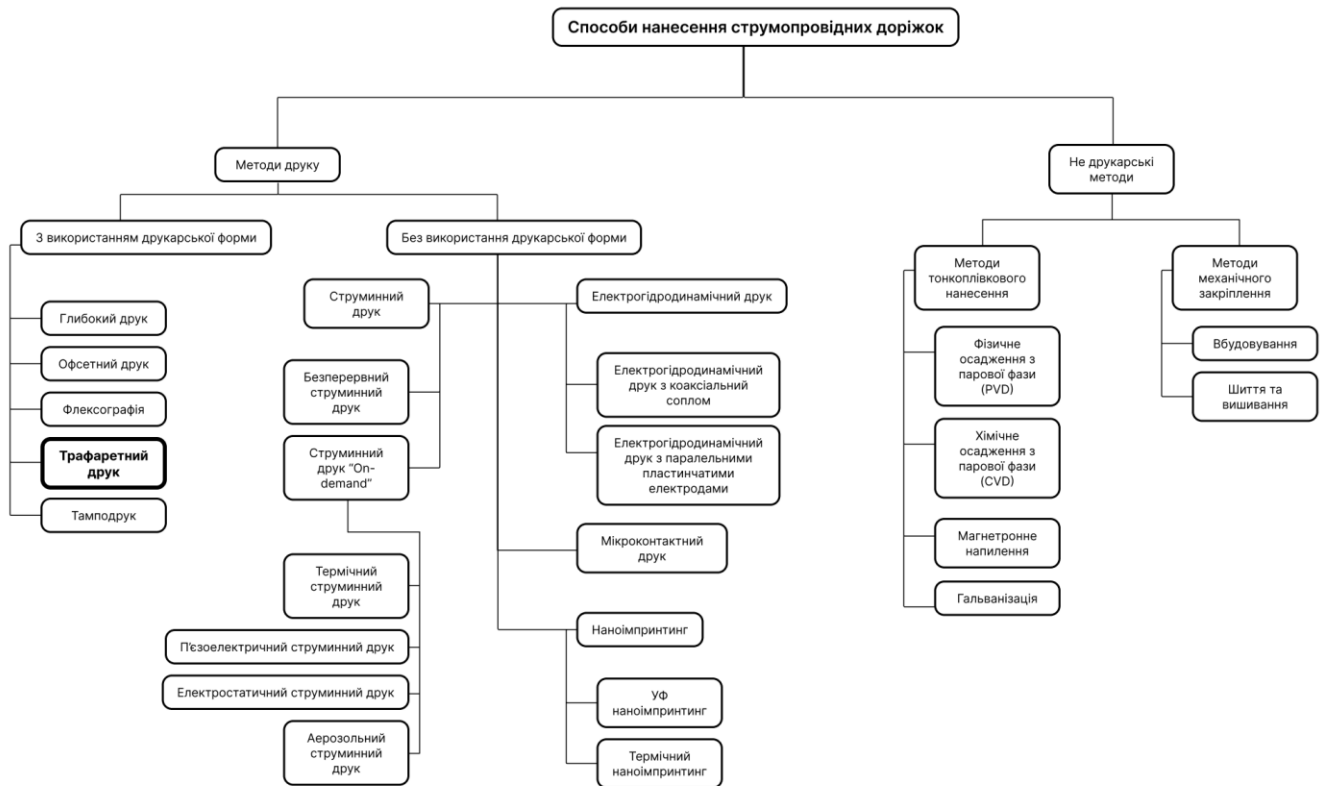 Способи нанесення струмопровідних доріжок
Методи друку
Не друкарські
методи
З використанням друкарської форми
Без використання друкарської форми
Методи
тонкоплівкового
нанесення
Методи
механічного
закріплення
Глибокий друк
Офсетний друк
Флексографія
Трафаретний
друк
Тамподрук
Струминний
друк
Безперервний
струминний
друк
Струминний
друк "On-
demand"
Термічний
струминний
друк
П'єзоелектричний струминний друк
Електростатичний струминний друк
Аерозольний
струминний
друк
Електрогідродинамічний друк
Електрогідродинамічний
друк з коаксіальний
соплом
Електрогідродинамічний
друк з паралельними
пластинчатими
електродами
Мікроконтактний
друк
Наноімпринтинг
УФ
наноімпринтинг
Термічний
наноімпринтинг
Фізичне
осадження з
парової фази
(PVD)
Хімічне
осадження з
парової фази
(CVD)
Магнетронне
напилення
Гальванізація
Вбудовування
Шиття та
вишивання